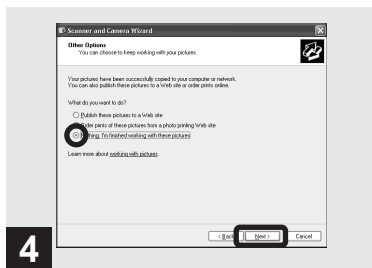 Scanner and Camera Wizard
Other Options
You can choose to keep working with your pictures.
Your pictures have been successfully copied to your computer or network.
You can also publish these pictures to a Web site or order prints online.
What do you want to do?
Publish these pictures to a Web site
Order prints of these pictures from a photo printing Web site
Nothing. I'm finished working with these pictures
Learn more about working with pictures.
< Back Next > Cancel
4